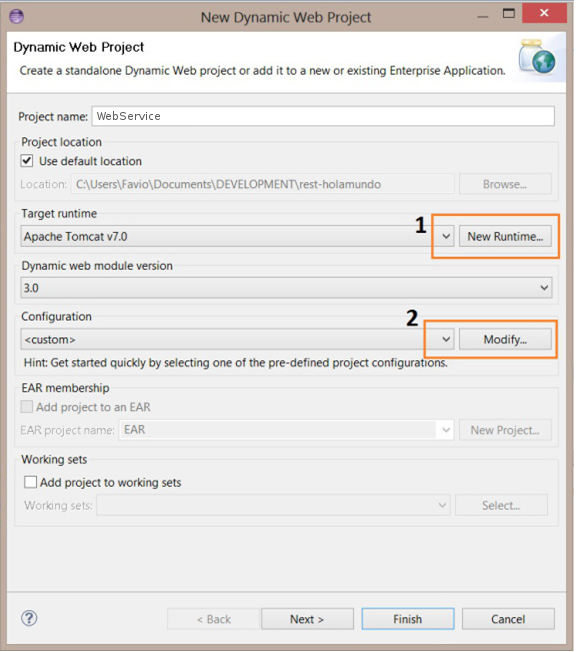 New Dynamic Web Project
Dynamic Web Project
Create a standalone Dynamic Web project or add it to a new or existing Enterprise Application.
Project name: WebService
Project location
Use default location
Location: C:\Users\Favio\Documents\DEVELOPMENT\rest-holamundo Browse...
Target runtime
1
Apache Tomcat v7.0 New Runtime...
Dynamic web module version
3.0
Configuration
2
<custom> Modify...
Hint: Get started quickly by selecting one of the pre-defined project configurations.
EAR membership
Add project to an EAR
EAR project name: EAR New Project...
Working sets
Add project to working sets
Working sets: Select...
? < Back Next > Finish Cancel